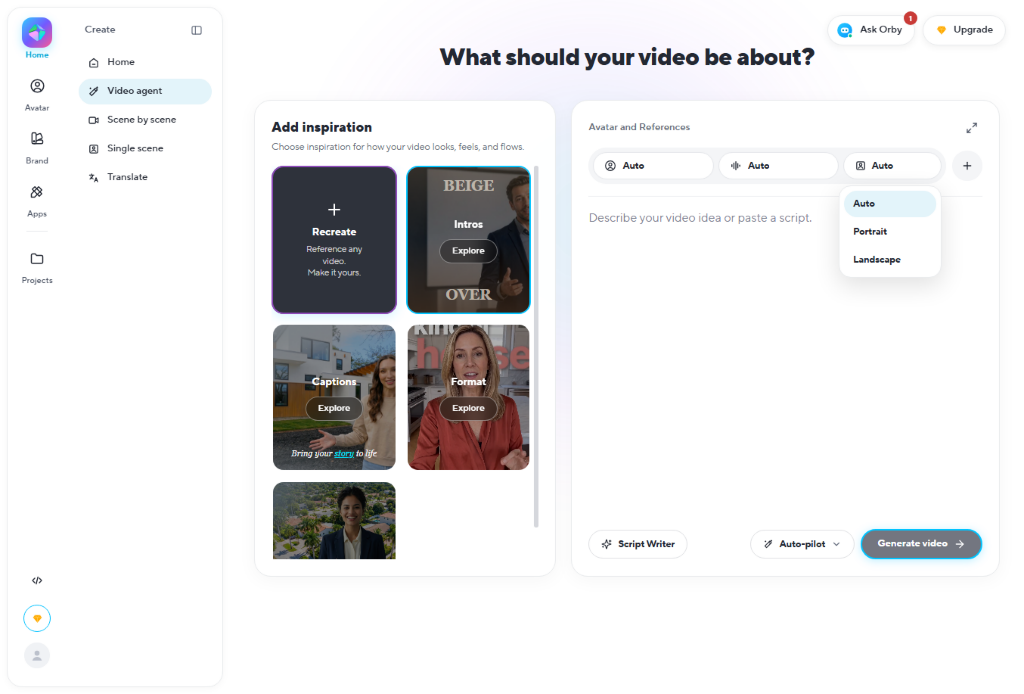 Home
Avatar
Brand
Apps
Projects
Create
Home
Video agent
Scene by scene
Single scene
Translate
Ask Orby
1
Upgrade
What should your video be about?
Add inspiration
Choose inspiration for how your video looks, feels, and flows.
Recreate
Reference any
video.
Make it yours.
BEIGE
Intros
Explore
OVER
Captions
Explore
Bring your story to life
Format
Explore
Avatar and References
Auto
Auto
Auto
Auto
Portrait
Landscape
Describe your video idea or paste a script.
Script Writer
Auto-pilot
Generate video